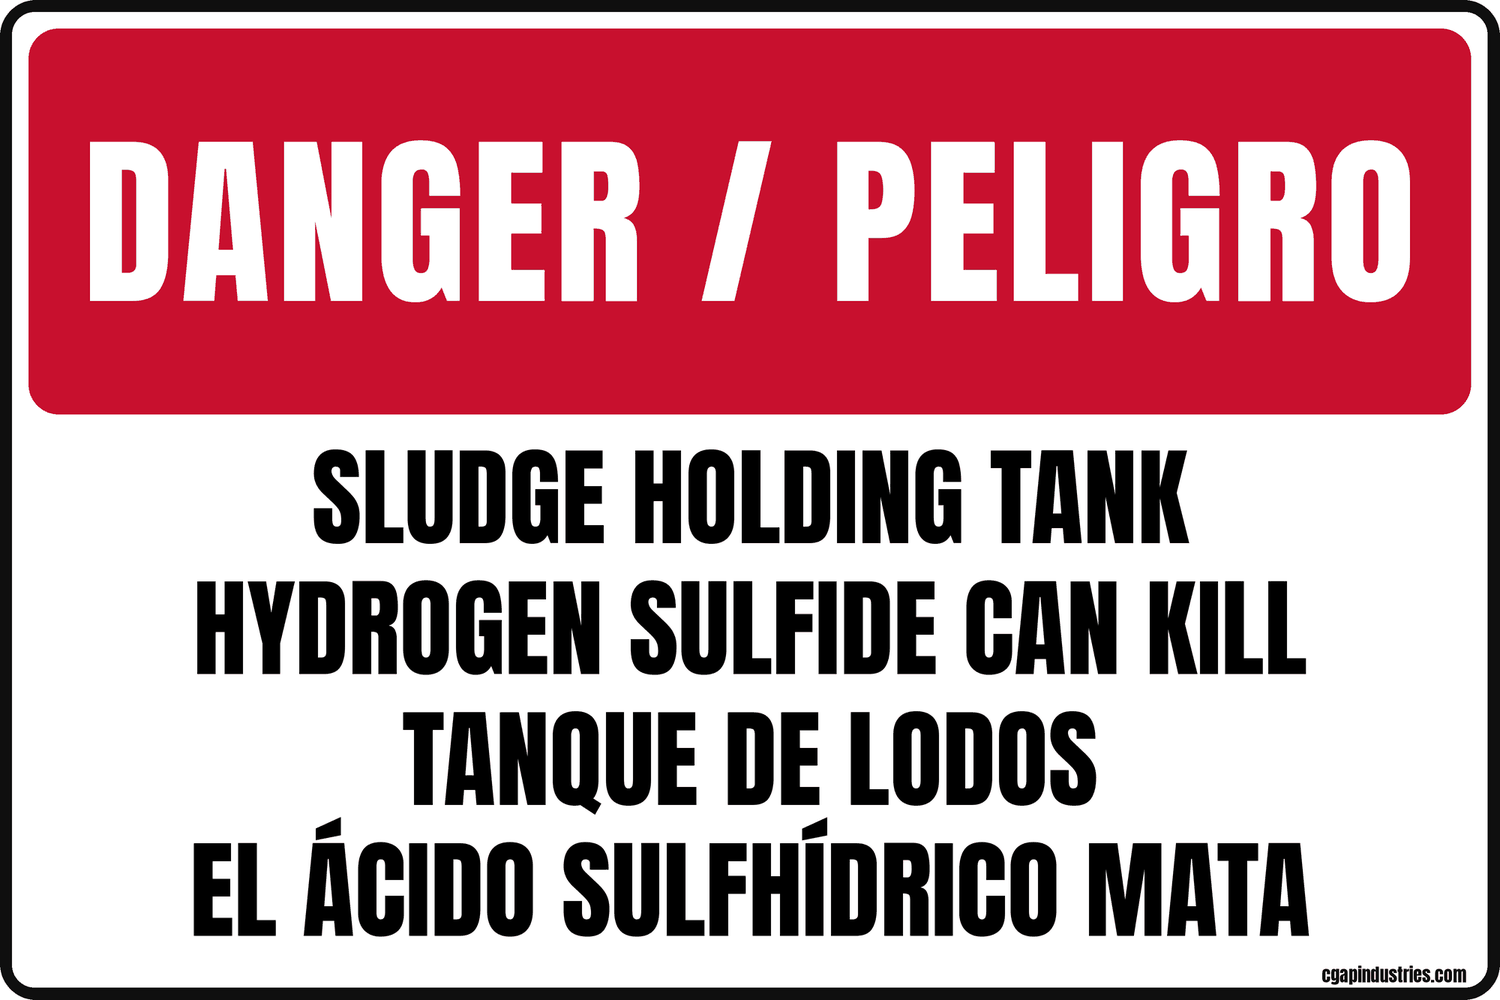 DANGER / PELIGRO
SLUDGE HOLDING TANK
HYDROGEN SULFIDE CAN KILL
TANQUE DE LODOS
EL ÁCIDO SULFHÍDRICO MATA
cgapindustries.com